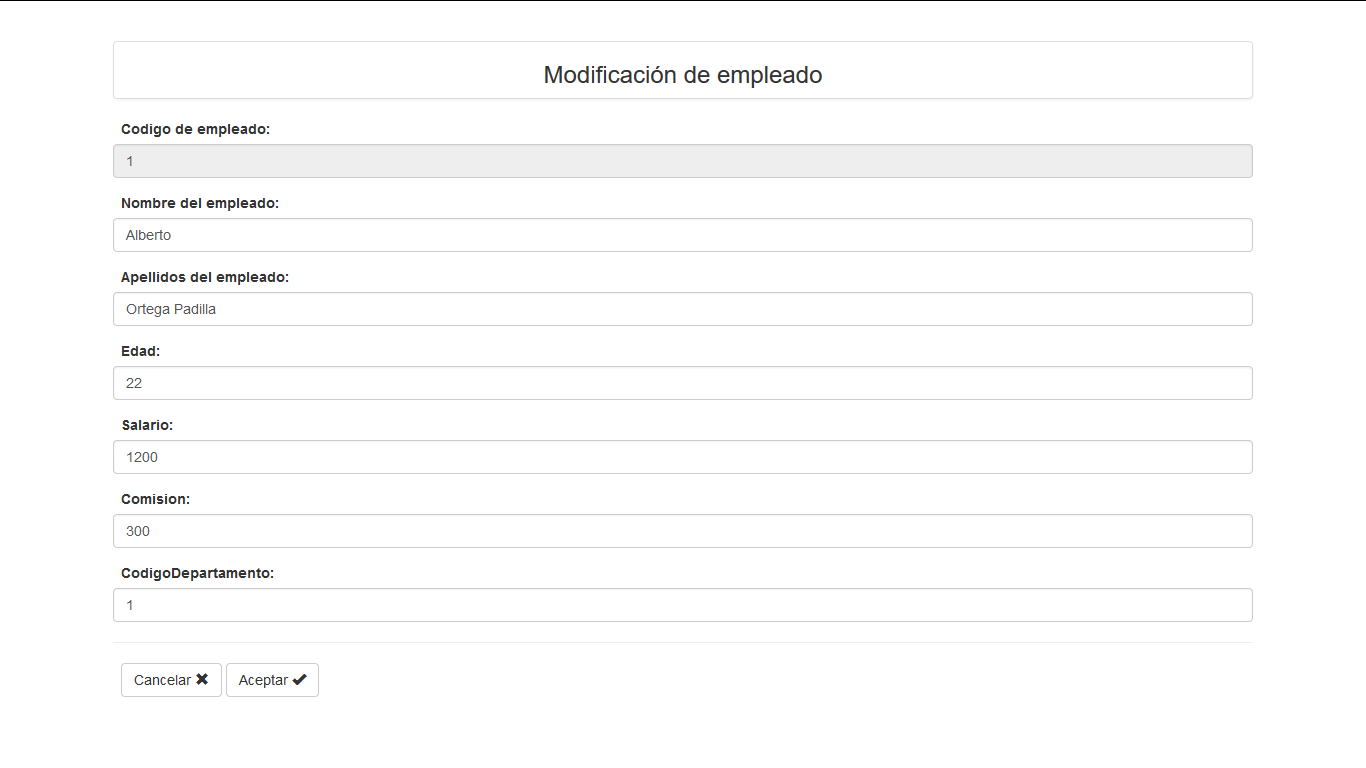 Modificación de empleado
Codigo de empleado:
1
Nombre del empleado:
Alberto
Apellidos del empleado:
Ortega Padilla
Edad:
22
Salario:
1200
Comision:
300
CodigoDepartamento:
1
Cancelar Aceptar